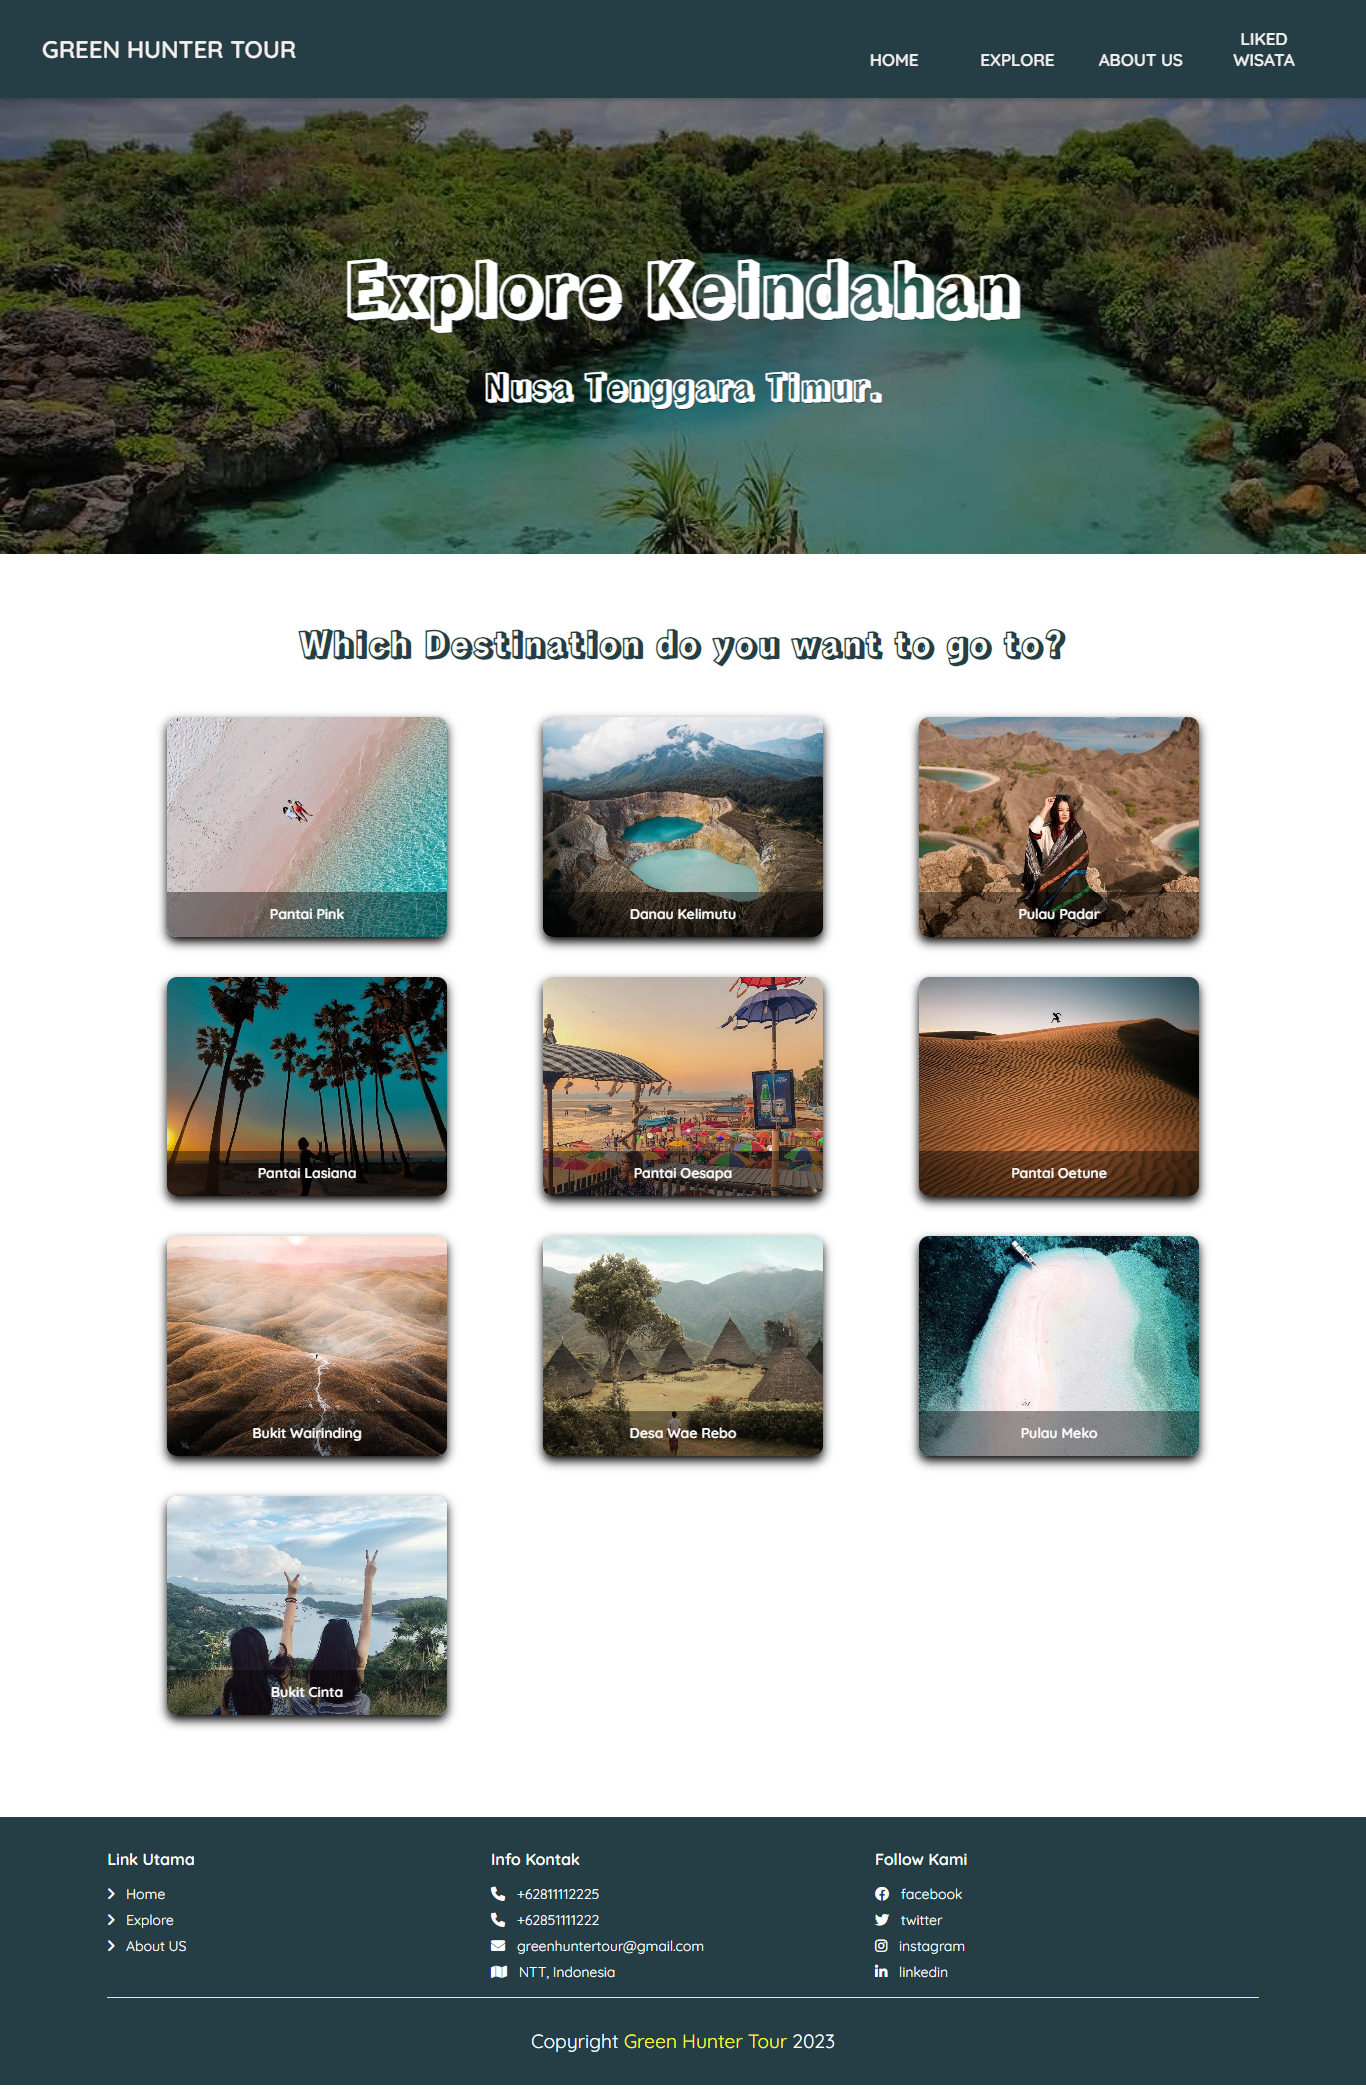 GREEN HUNTER TOUR
HOME
EXPLORE
ABOUT US
LIKED
WISATA
Explore Keindahan
Nusa Tenggara Timur.
Which Destination do you want to go to?
Pantai Pink
Danau Kelimutu
Pulau Padar
Pantai Lasiana
Pantai Oesapa
Pantai Oetune
Bukit Wairinding
Desa Wae Rebo
Pulau Meko
Bukit Cinta
Link Utama
Home
Explore
About US
Info Kontak
+62811112225
+62851111222
greenhuntertour@gmail.com
NTT, Indonesia
Follow Kami
facebook
twitter
instagram
linkedin
Copyright Green Hunter Tour 2023